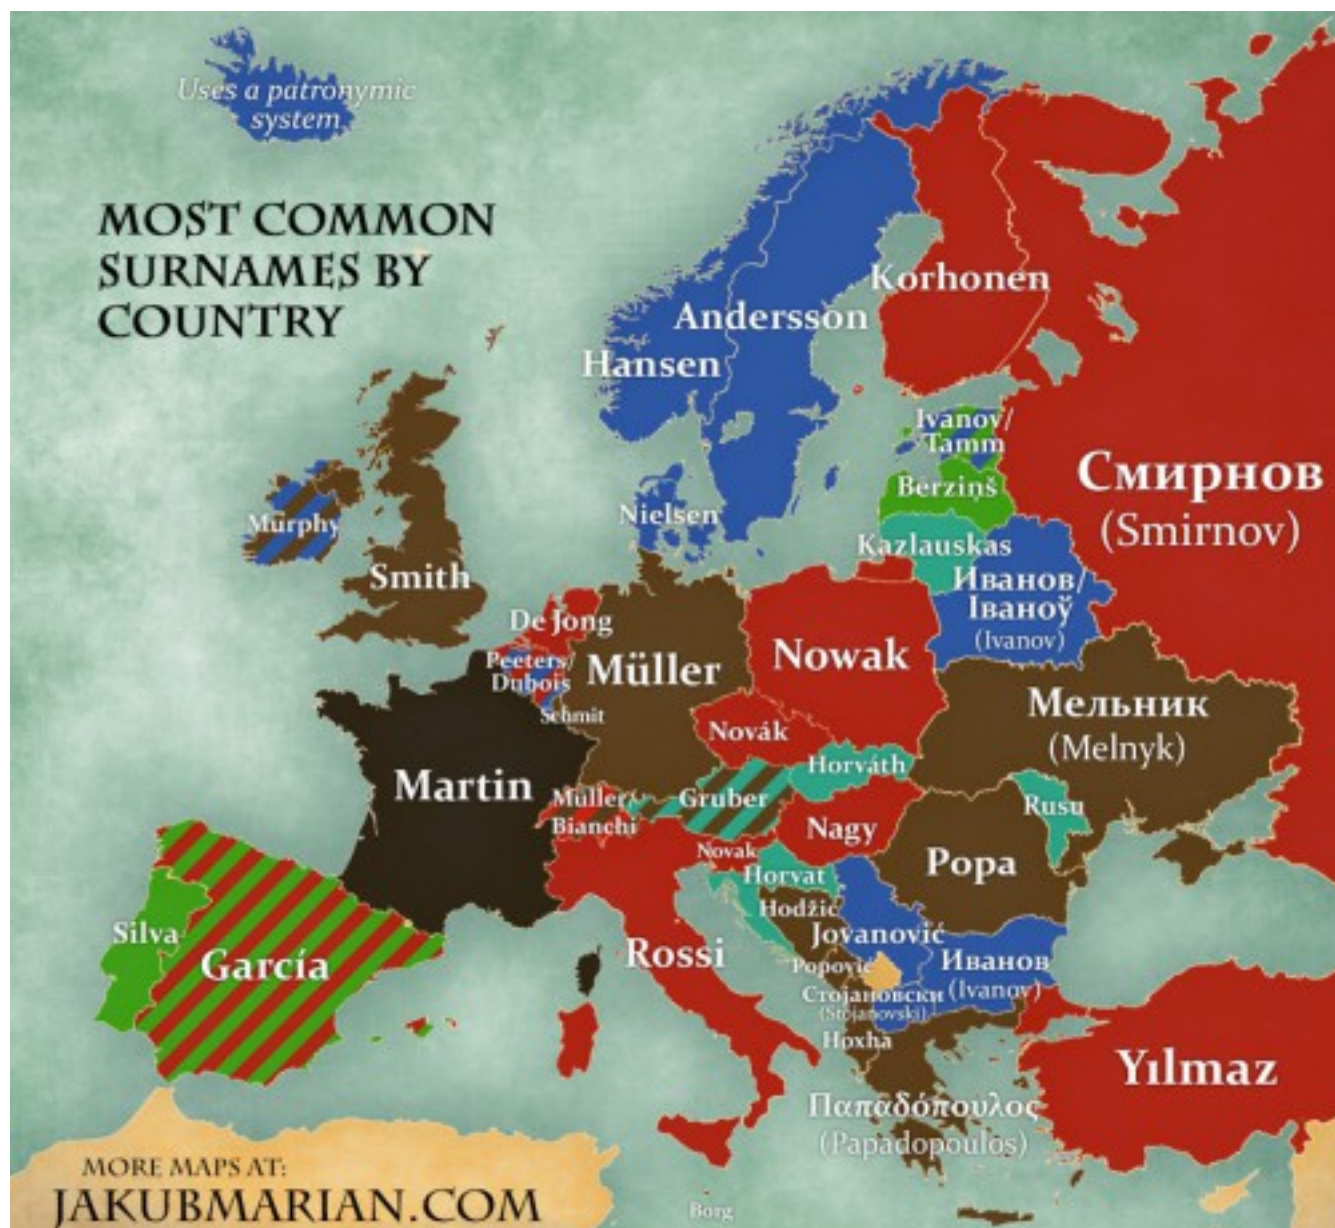 Uses a patronymic
system
MOST COMMON
SURNAMES BY
COUNTRY
Korhonen
Andersson
Hansen
Ivanov/
Tamm
Смирнов
(Smirnov)
Berziņš
Murphy
Nielsen
Kazlauskas
Smith
Иванов/
Іваноў
(Ivanov)
De Jong
Peeters/
Dubois
Müller
Nowak
Schmit
Мельник
(Melnyk)
Novák
Horváth
Martin
Müller/
Bianchi
Gruber
Rusu
Nagy
Novak
Popa
Horvat
Hodžic
Silva
Jovanović
García
Rossi
Popović
Иванов
(Ivanov)
Стојановски
(Stojanovski)
Hoxha
Yılmaz
Παπαδόπουλος
(Papadopoulos)
MORE MAPS AT:
JAKUBMARIAN.COM
Borg